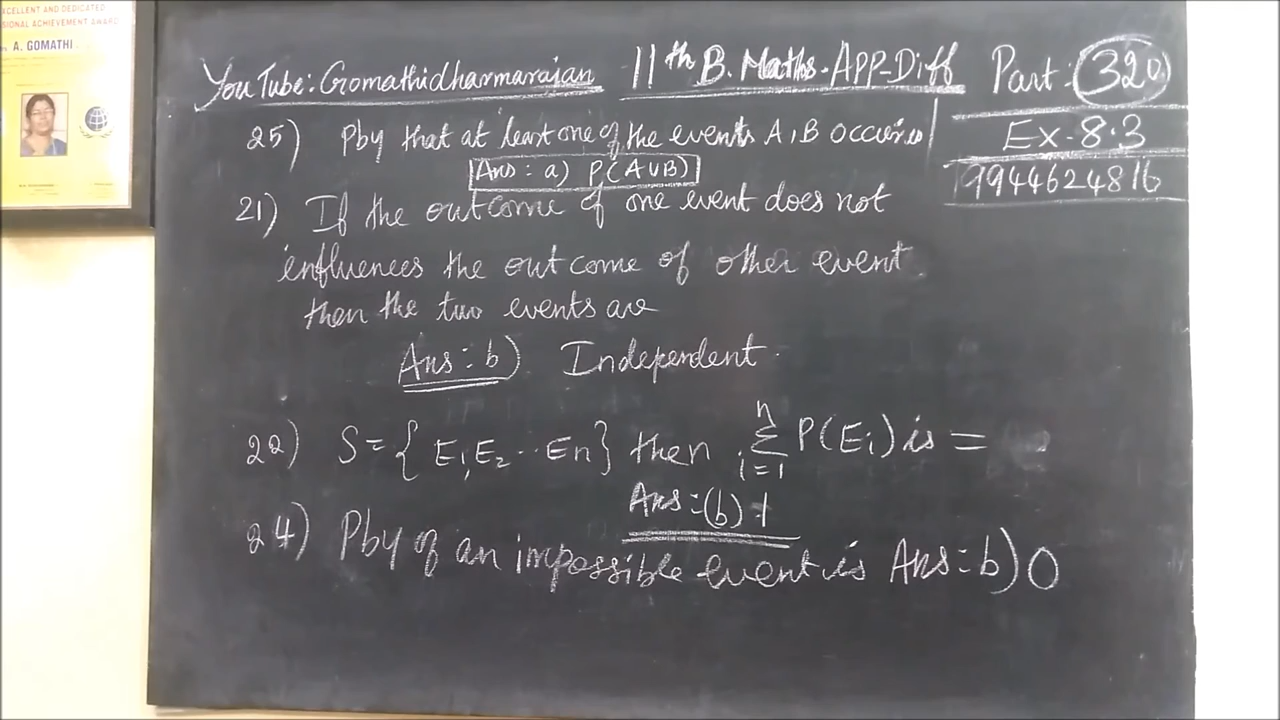 EXCELLENT AND DEDICATED
SIONAL ACHIEVEMENT AWARD
A. GOMATHI
YouTube: Gomathidharmarajan 11th B. Maths - APP-Diff Part: 320
Ex-8.3
9944624816
25) Pby that at least one of the events A, B occurs
Ans: a) P(A∪B)
21) If the outcome of one event does not
influences the outcome of other event
then the two events are
Ans: b) Independent.
22) S = { E1, E2 ... En} then n Σ i=1 P(Ei) is =
Ans: (b) 1
24) Pby of an impossible event is Ans: b) 0